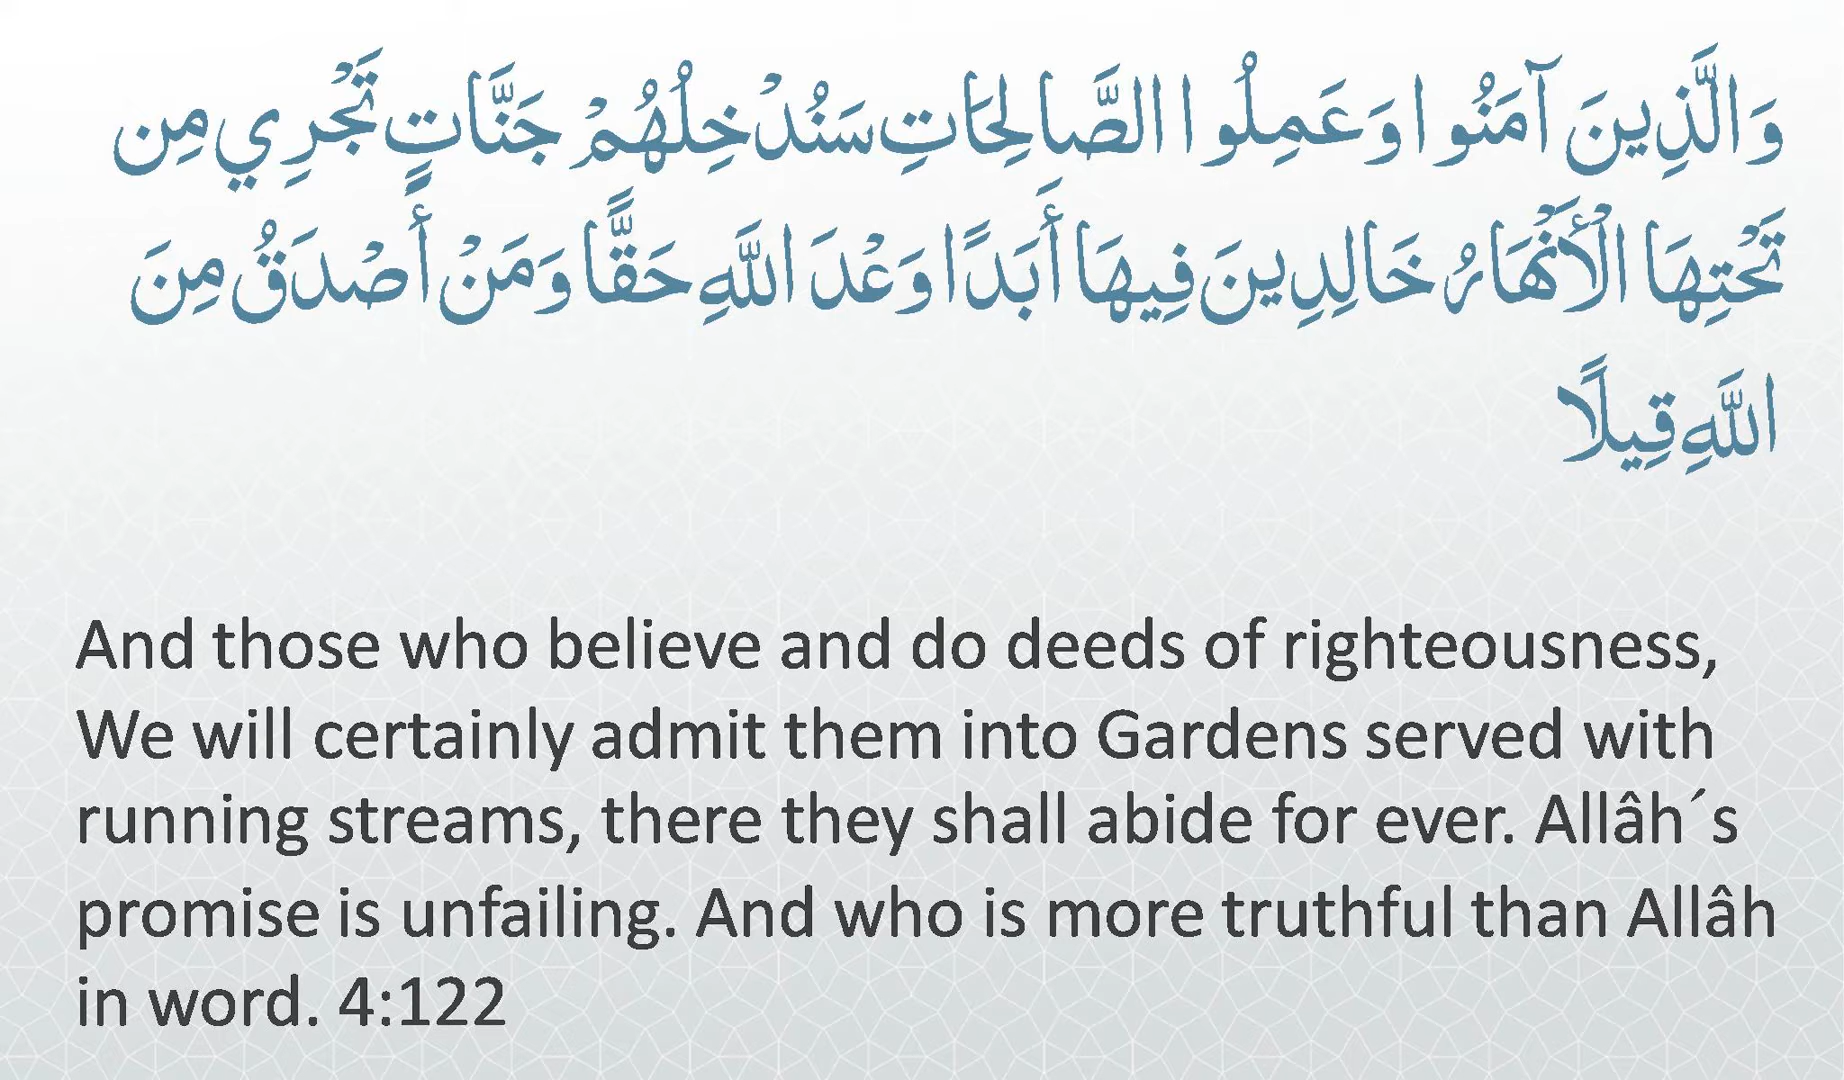 وَالَّذِينَ آمَنُوا وَعَمِلُوا الصَّالِحَاتِ سَنُدْخِلُهُمْ جَنَّاتٍ تَجْرِي مِن
تَحْتِهَا الْأَنْهَارُ خَالِدِينَ فِيهَا أَبَدًا وَعْدَ اللَّهِ حَقًّا وَمَنْ أَصْدَقُ مِنَ
اللَّهِ قِيلًا
And those who believe and do deeds of righteousness,
We will certainly admit them into Gardens served with
running streams, there they shall abide for ever. Allâh´s
promise is unfailing. And who is more truthful than Allâh
in word. 4:122